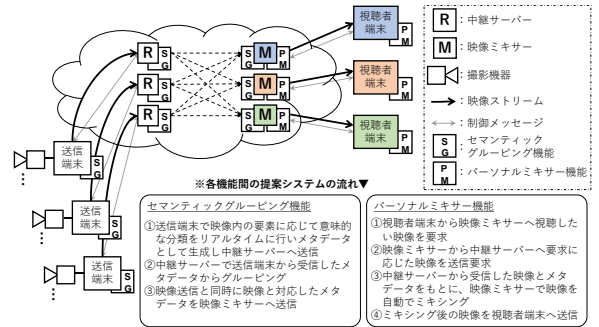 R
S
G
R
S
G
R
S
G
S
G
M
P
M
S
G
M
P
M
S
G
M
P
M
視聴者
端末
P
M
視聴者
端末
P
M
視聴者
端末
P
M
送信
端末
S
G
送信
端末
S
G
送信
端末
S
G
R :中継サーバー
M :映像ミキサー
:撮影機器
:映像ストリーム
:制御メッセージ
S
G
:セマンティック
グルーピング機能
P
M
:パーソナルミキサー機能
※各機能間の提案システムの流れ▼
セマンティックグルーピング機能
①送信端末で映像内の要素に応じて意味的
な分類をリアルタイムに行いメタデータ
として生成し中継サーバーへ送信
②中継サーバーで送信端末から受信したメ
タデータからグルーピング
③映像送信と同時に映像と対応したメタ
データを映像ミキサーへ送信
パーソナルミキサー機能
①視聴者端末から映像ミキサーへ視聴した
い映像を要求
②映像ミキサーから中継サーバーへ要求に
応じた映像を送信要求
③中継サーバーから受信した映像とメタ
データをもとに、映像ミキサーで映像を
自動でミキシング
④ミキシング後の映像を視聴者端末へ送信